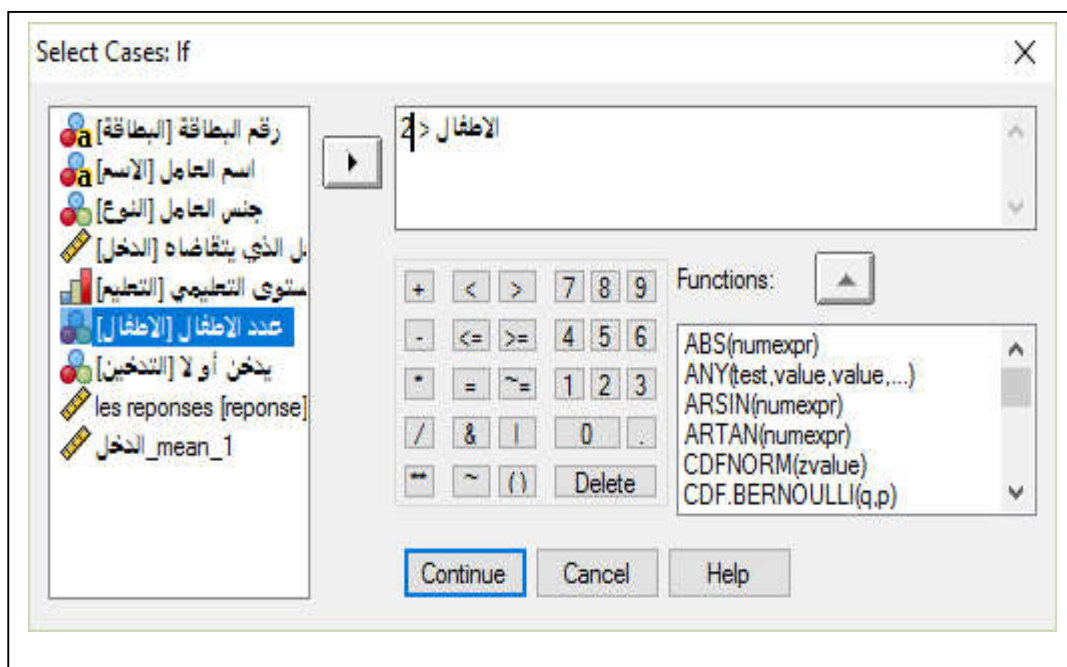 Select Cases: If
رقم البطاقة [البطاقة]
اسم العامل [الاسم]
جنس العامل [النوع]
ل الذي يتقاضاه [الدخل]
ستوى التعليمي [التعليم]
عدد الاطفال [الاطفال]
يدخن أو لا [التدخين]
les reponses [reponse]
الدخل_mean_1
الاطفال > 2
+ < > 7 8 9
- <= >= 4 5 6
* = ~= 1 2 3
/ & | 0 .
** ~ () Delete
Functions:
ABS(numexpr)
ANY(test,value,value,...)
ARSIN(numexpr)
ARTAN(numexpr)
CDFNORM(zvalue)
CDF.BERNOULLI(q,p)
Continue Cancel Help